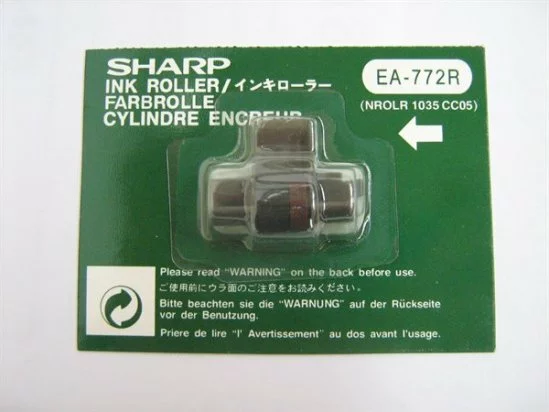 SHARP
INK ROLLER/インキローラー
FARBROLLE
CYLINDRE ENCREUR
EA-772R
(NROLR 1035 CC05)
Please read "WARNING" on the back before use.
ご使用前にウラ面のご注意をお読みください。
Bitte beachten sie die "WARNUNG" auf der Rückseite
vor der Benutzung.
Priere de lire "l' Avertissement" au dos avant l'usage.